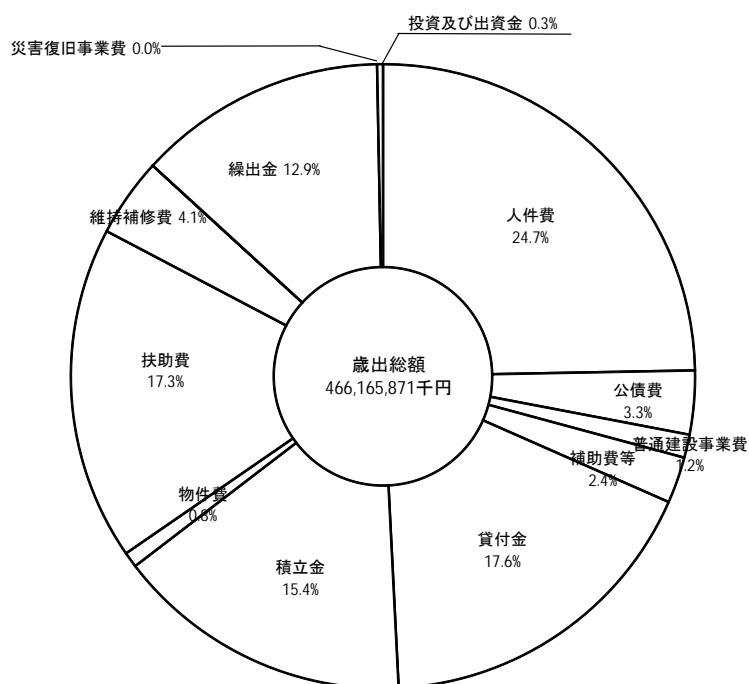 投資及び出資金 0.3%
災害復旧事業費 0.0%
繰出金 12.9%
人件費
24.7%
維持補修費 4.1%
歳出総額
466,165,871千円
扶助費
17.3%
公債費
3.3%
普通建設事業費
1.2%
補助費等
2.4%
物件費
0.8%
貸付金
17.6%
積立金
15.4%